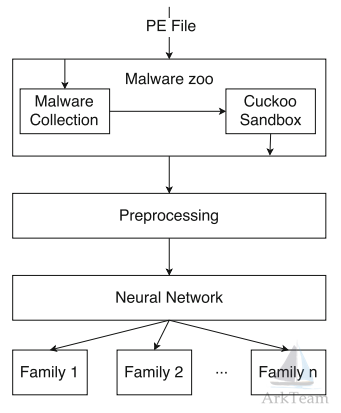 PE File
Malware zoo
Malware
Collection
Cuckoo
Sandbox
Preprocessing
Neural Network
Family 1
Family 2
...
Family n
ArkTeam